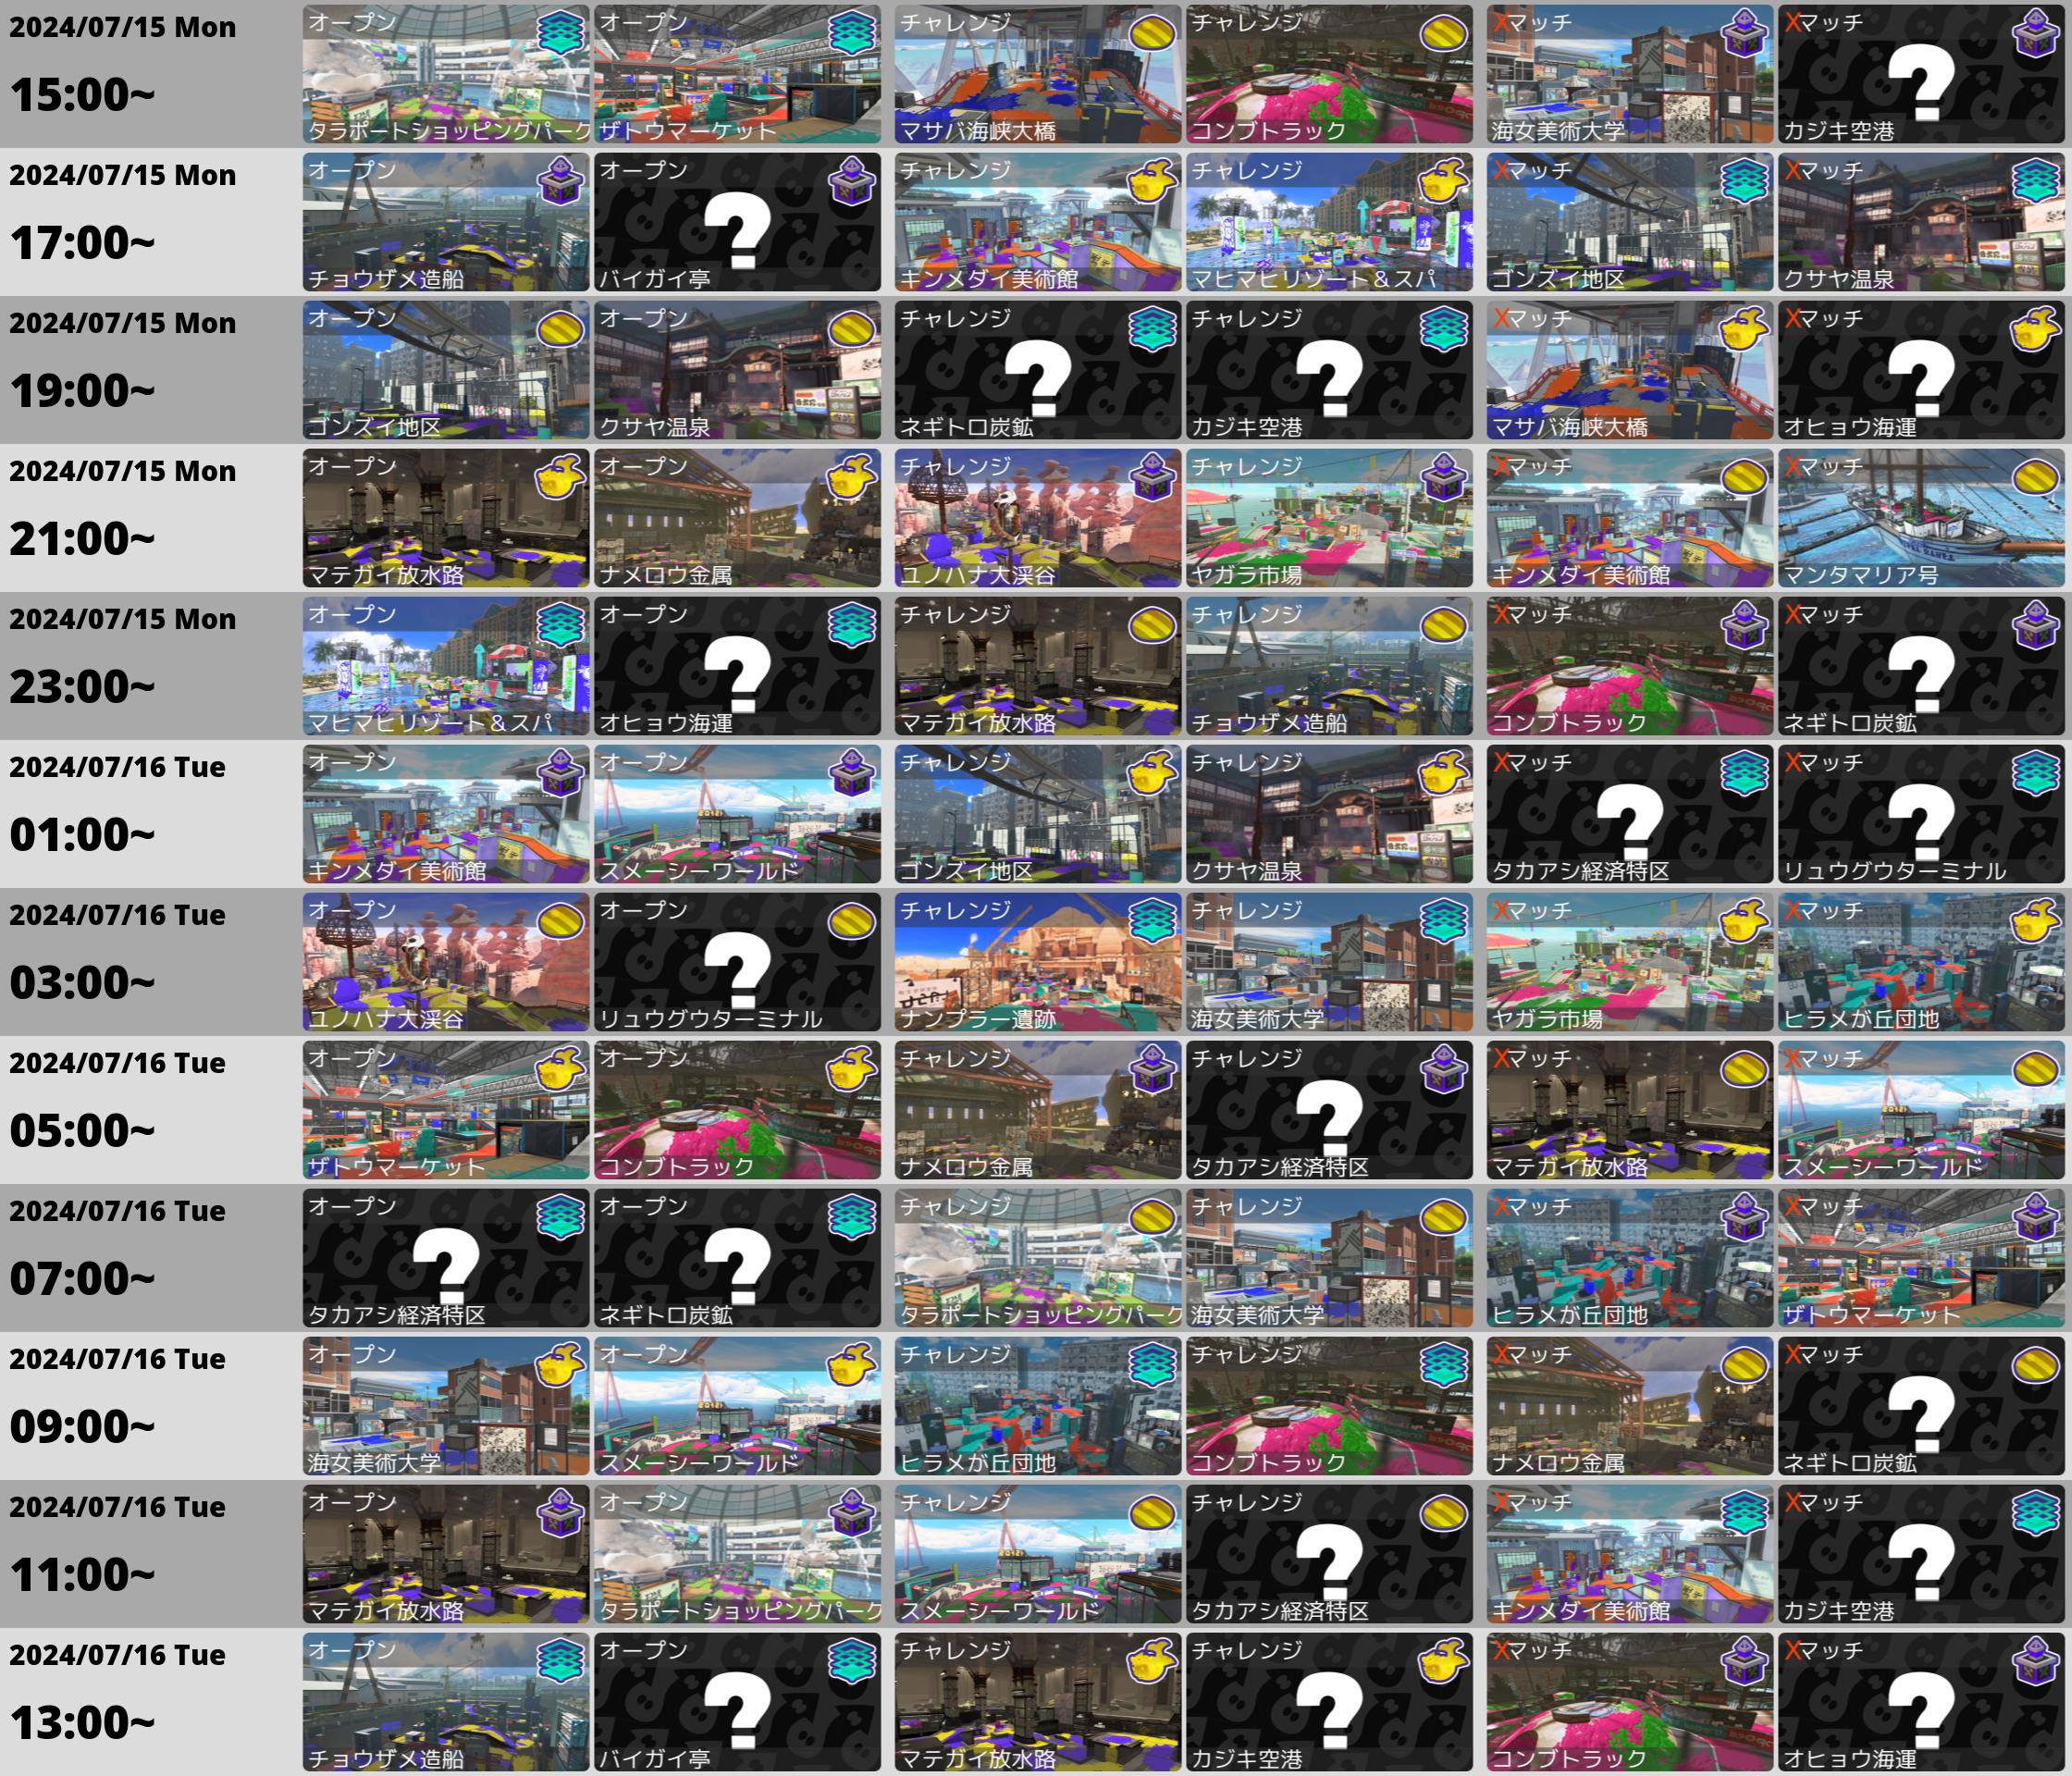 2024/07/15 Mon
15:00~
オープン オープン チャレンジ チャレンジ Xマッチ Xマッチ
タラポートショッピングパーク ザトウマーケット マサバ海峡大橋 コンブトラック 海女美術大学 カジキ空港
2024/07/15 Mon
17:00~
オープン オープン チャレンジ チャレンジ Xマッチ Xマッチ
チョウザメ造船 バイガイ亭 キンメダイ美術館 マヒマヒリゾート＆スパ ゴンズイ地区 クサヤ温泉
2024/07/15 Mon
19:00~
オープン オープン チャレンジ チャレンジ Xマッチ Xマッチ
ゴンズイ地区 クサヤ温泉 ネギトロ炭鉱 カジキ空港 マサバ海峡大橋 オヒョウ海運
2024/07/15 Mon
21:00~
オープン オープン チャレンジ チャレンジ Xマッチ Xマッチ
マテガイ放水路 ナメロウ金属 ユノハナ大渓谷 ヤガラ市場 キンメダイ美術館 マンタマリア号
2024/07/15 Mon
23:00~
オープン オープン チャレンジ チャレンジ Xマッチ Xマッチ
マヒマヒリゾート＆スパ オヒョウ海運 マテガイ放水路 チョウザメ造船 コンブトラック ネギトロ炭鉱
2024/07/16 Tue
01:00~
オープン オープン チャレンジ チャレンジ Xマッチ Xマッチ
キンメダイ美術館 スメーシーワールド ゴンズイ地区 クサヤ温泉 タカアシ経済特区 リュウグウターミナル
2024/07/16 Tue
03:00~
オープン オープン チャレンジ チャレンジ Xマッチ Xマッチ
ユノハナ大渓谷 リュウグウターミナル ナンプラー遺跡 海女美術大学 ヤガラ市場 ヒラメが丘団地
2024/07/16 Tue
05:00~
オープン オープン チャレンジ チャレンジ Xマッチ Xマッチ
ザトウマーケット コンブトラック ナメロウ金属 タカアシ経済特区 マテガイ放水路 スメーシーワールド
2024/07/16 Tue
07:00~
オープン オープン チャレンジ チャレンジ Xマッチ Xマッチ
タカアシ経済特区 ネギトロ炭鉱 タラポートショッピングパーク 海女美術大学 ヒラメが丘団地 ザトウマーケット
2024/07/16 Tue
09:00~
オープン オープン チャレンジ チャレンジ Xマッチ Xマッチ
海女美術大学 スメーシーワールド ヒラメが丘団地 コンブトラック ナメロウ金属 ネギトロ炭鉱
2024/07/16 Tue
11:00~
オープン オープン チャレンジ チャレンジ Xマッチ Xマッチ
マテガイ放水路 タラポートショッピングパーク スメーシーワールド タカアシ経済特区 キンメダイ美術館 カジキ空港
2024/07/16 Tue
13:00~
オープン オープン チャレンジ チャレンジ Xマッチ Xマッチ
チョウザメ造船 バイガイ亭 マテガイ放水路 カジキ空港 コンブトラック オヒョウ海運